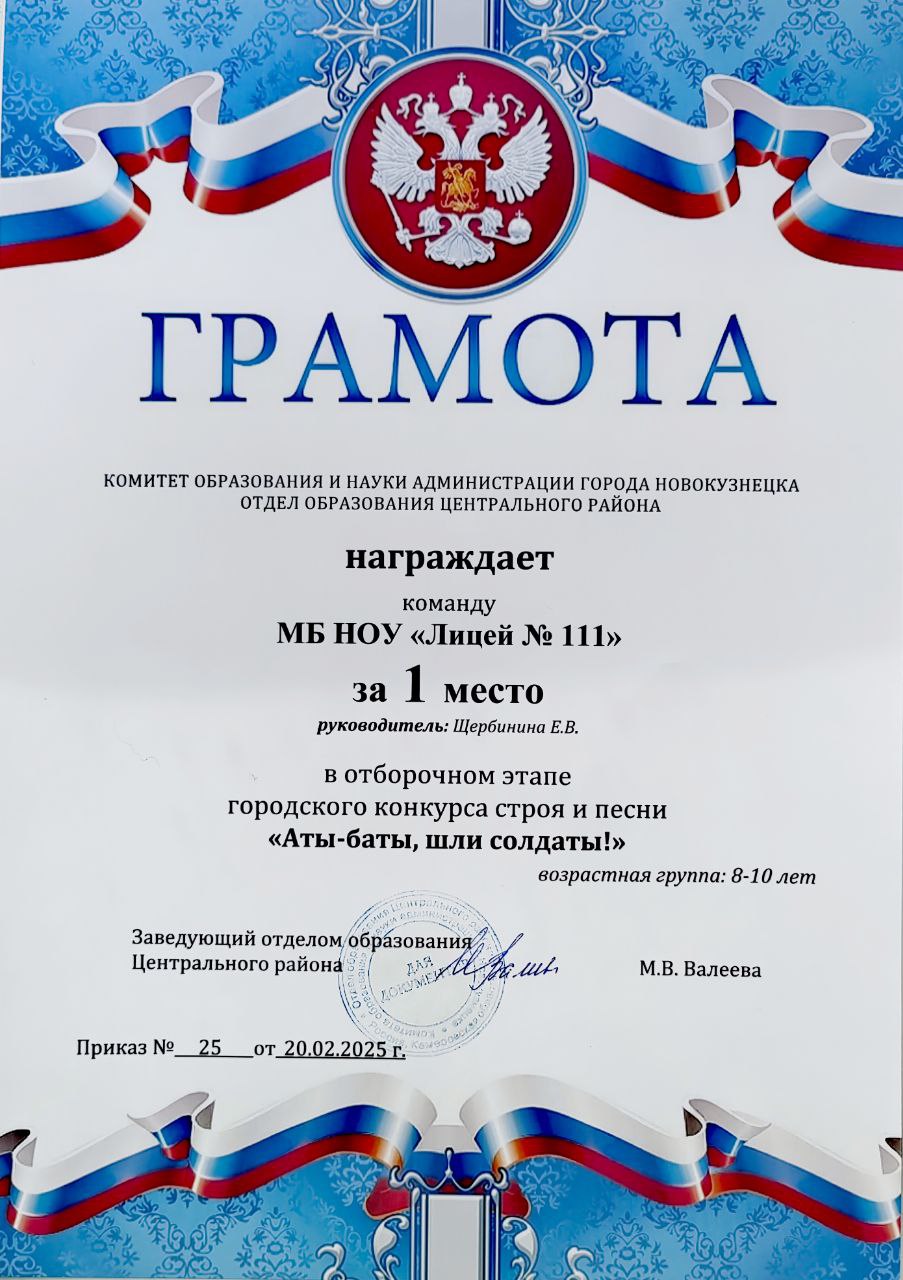 ГРАМОТА
КОМИТЕТ ОБРАЗОВАНИЯ И НАУКИ АДМИНИСТРАЦИИ ГОРОДА НОВОКУЗНЕЦКА
ОТДЕЛ ОБРАЗОВАНИЯ ЦЕНТРАЛЬНОГО РАЙОНА
награждает
команду
МБ НОУ «Лицей № 111»
за 1 место
руководитель: Щербинина Е.В.
в отборочном этапе
городского конкурса строя и песни
«Аты-баты, шли солдаты!»
возрастная группа: 8-10 лет
Заведующий отделом образования
Центрального района
М.В. Валеева
ДЛЯ
ДОКУМЕНТОВ
Приказ № 25 от 20.02.2025 г.